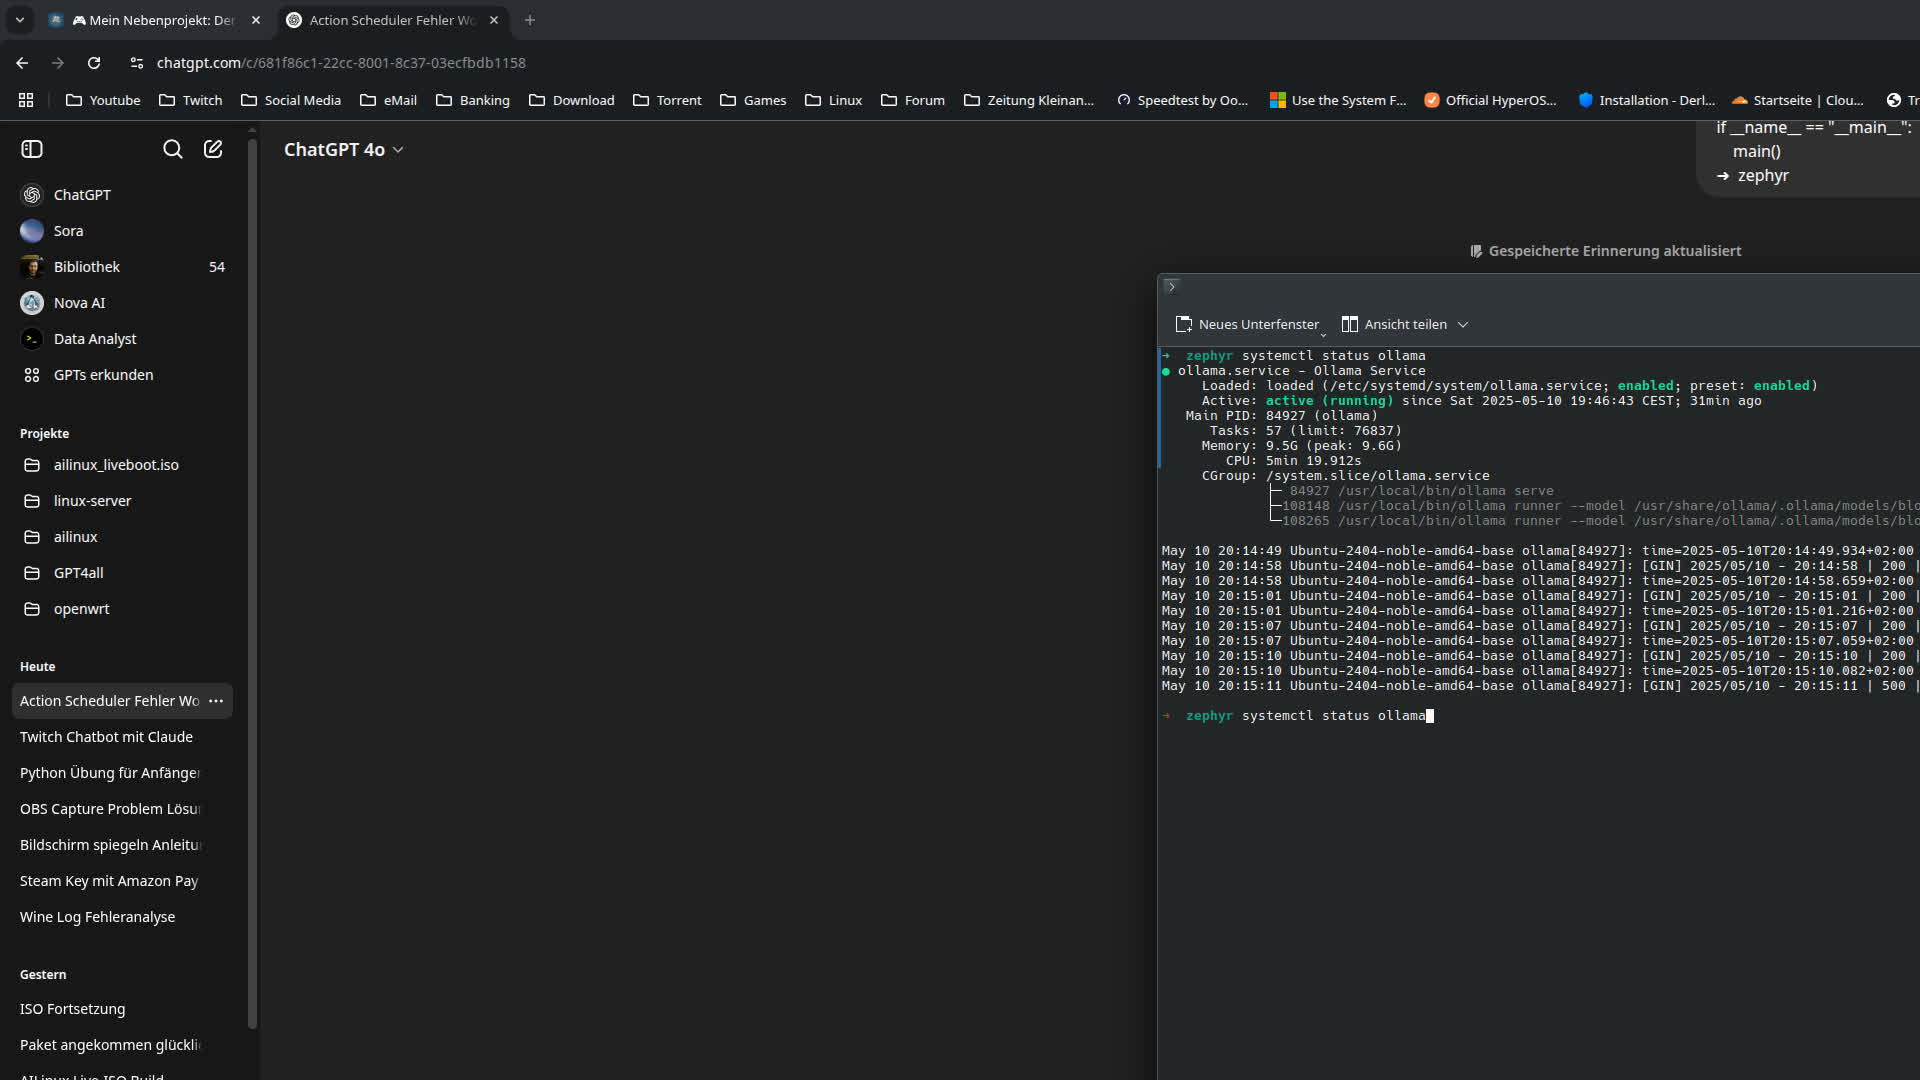 🎮 Mein Nebenprojekt: De
Action Scheduler Fehler Wo
chatgpt.com/c/681f86c1-22cc-8001-8c37-03ecfbdb1158
Youtube
Twitch
Social Media
eMail
Banking
Download
Torrent
Games
Linux
Forum
Zeitung Kleinan...
Speedtest by Oo...
Use the System F...
Official HyperOS...
Installation - Derl...
Startseite | Clou...
Tr
ChatGPT 4o
if __name__ == "__main__":
main()
➜ zephyr
Gespeicherte Erinnerung aktualisiert
ChatGPT
Sora
Bibliothek 54
Nova AI
Data Analyst
GPTs erkunden
Projekte
ailinux_liveboot.iso
linux-server
ailinux
GPT4all
openwrt
Heute
Action Scheduler Fehler Wo
Twitch Chatbot mit Claude
Python Übung für Anfänger
OBS Capture Problem Lösu
Bildschirm spiegeln Anleitu
Steam Key mit Amazon Pay
Wine Log Fehleranalyse
Gestern
ISO Fortsetzung
Paket angekommen glückli
AILinux Live ISO Build
Neues Unterfenster
Ansicht teilen
➜ zephyr systemctl status ollama
● ollama.service - Ollama Service
Loaded: loaded (/etc/systemd/system/ollama.service; enabled; preset: enabled)
Active: active (running) since Sat 2025-05-10 19:46:43 CEST; 31min ago
Main PID: 84927 (ollama)
Tasks: 57 (limit: 76837)
Memory: 9.5G (peak: 9.6G)
CPU: 5min 19.912s
CGroup: /system.slice/ollama.service
├─ 84927 /usr/local/bin/ollama serve
├─108148 /usr/local/bin/ollama runner --model /usr/share/ollama/.ollama/models/blo
└─108265 /usr/local/bin/ollama runner --model /usr/share/ollama/.ollama/models/blo
May 10 20:14:49 Ubuntu-2404-noble-amd64-base ollama[84927]: time=2025-05-10T20:14:49.934+02:00
May 10 20:14:58 Ubuntu-2404-noble-amd64-base ollama[84927]: [GIN] 2025/05/10 - 20:14:58 | 200 |
May 10 20:14:58 Ubuntu-2404-noble-amd64-base ollama[84927]: time=2025-05-10T20:14:58.659+02:00
May 10 20:15:01 Ubuntu-2404-noble-amd64-base ollama[84927]: [GIN] 2025/05/10 - 20:15:01 | 200 |
May 10 20:15:01 Ubuntu-2404-noble-amd64-base ollama[84927]: time=2025-05-10T20:15:01.216+02:00
May 10 20:15:07 Ubuntu-2404-noble-amd64-base ollama[84927]: [GIN] 2025/05/10 - 20:15:07 | 200 |
May 10 20:15:07 Ubuntu-2404-noble-amd64-base ollama[84927]: time=2025-05-10T20:15:07.059+02:00
May 10 20:15:10 Ubuntu-2404-noble-amd64-base ollama[84927]: [GIN] 2025/05/10 - 20:15:10 | 200 |
May 10 20:15:10 Ubuntu-2404-noble-amd64-base ollama[84927]: time=2025-05-10T20:15:10.082+02:00
May 10 20:15:11 Ubuntu-2404-noble-amd64-base ollama[84927]: [GIN] 2025/05/10 - 20:15:11 | 500 |
➜ zephyr systemctl status ollama